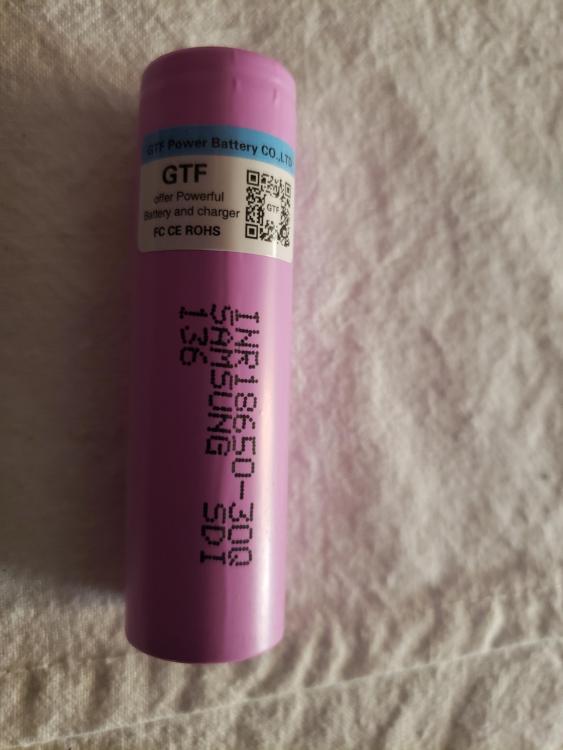 GTF Power Battery CO.,LTD
GTF
offer Powerful
Battery and charger
FC CE ROHS
GTF
INR18650-30Q
SAMSUNG SDI
136